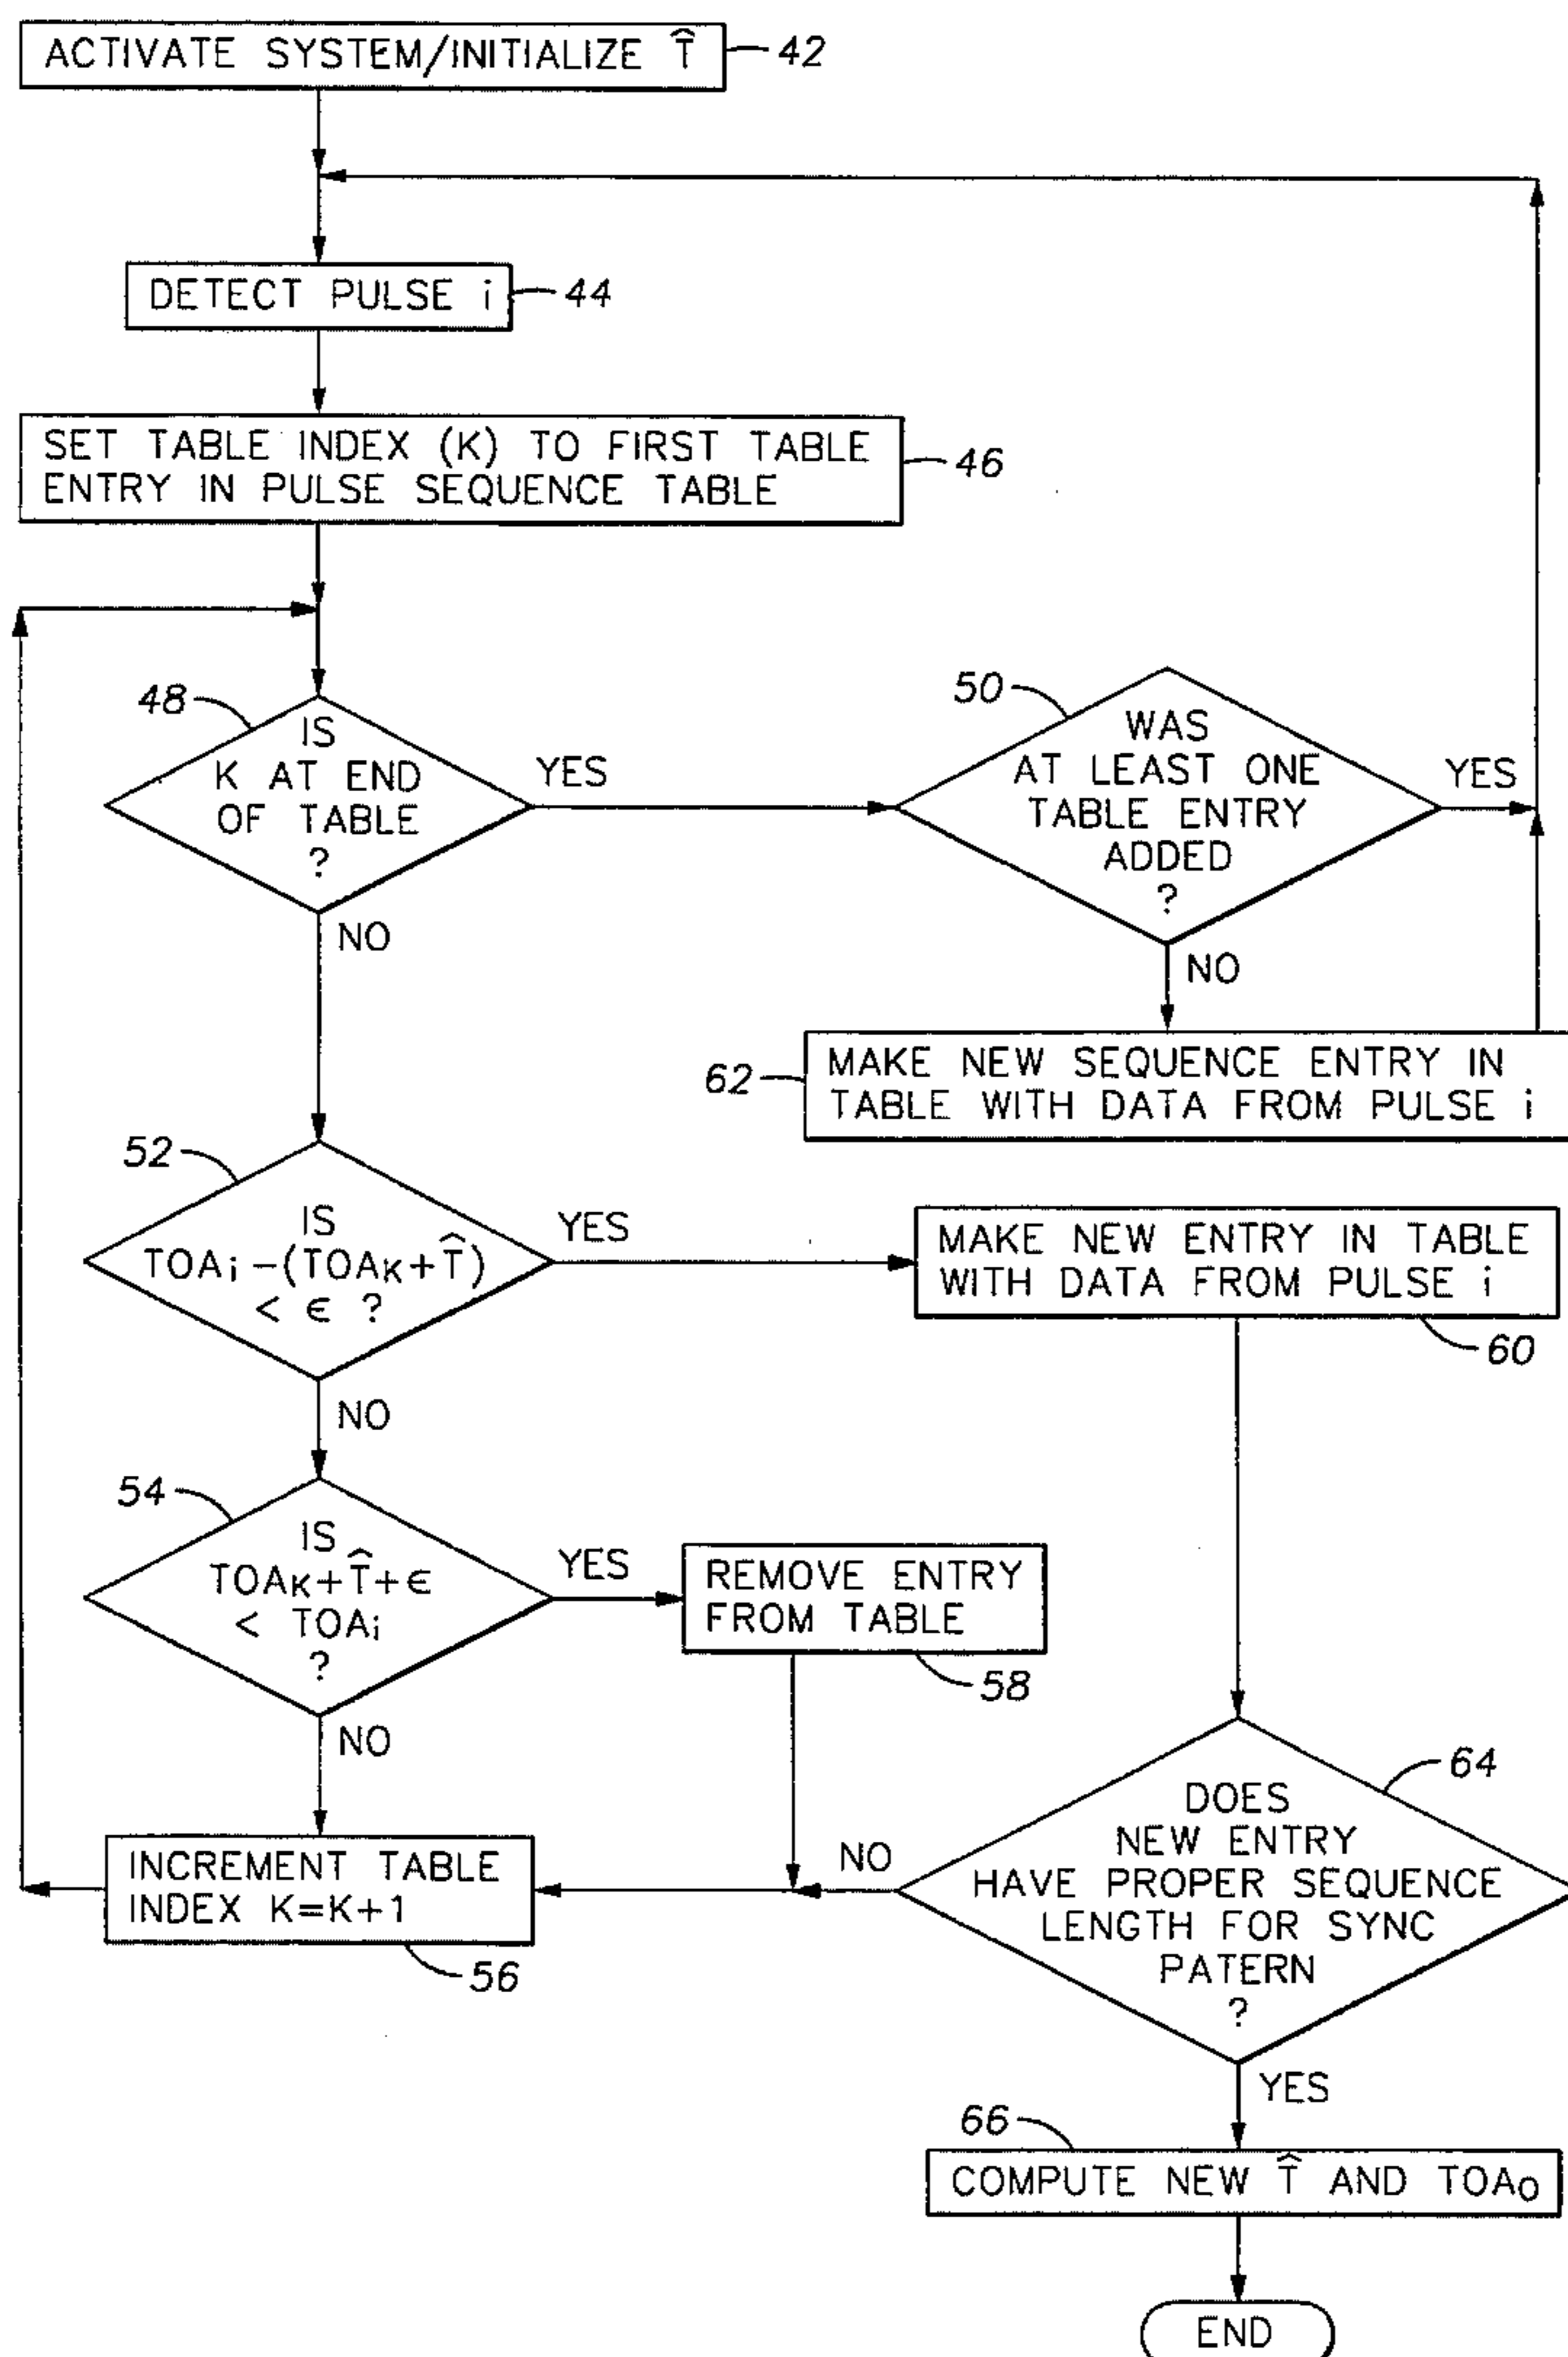 ACTIVATE SYSTEM/INITIALIZE T̂
42
DETECT PULSE i
44
SET TABLE INDEX (K) TO FIRST TABLE
ENTRY IN PULSE SEQUENCE TABLE
46
48
IS
K AT END
OF TABLE
?
YES
NO
50
WAS
AT LEAST ONE
TABLE ENTRY
ADDED
?
YES
NO
62
MAKE NEW SEQUENCE ENTRY IN
TABLE WITH DATA FROM PULSE i
52
IS
TOAi-(TOAK+T̂)
< ϵ ?
YES
NO
MAKE NEW ENTRY IN TABLE
WITH DATA FROM PULSE i
60
54
IS
TOAK+T̂+ϵ
< TOAi
?
YES
NO
REMOVE ENTRY
FROM TABLE
58
64
DOES
NEW ENTRY
HAVE PROPER SEQUENCE
LENGTH FOR SYNC
PATERN
?
NO
YES
INCREMENT TABLE
INDEX K=K+1
56
66
COMPUTE NEW T̂ AND TOA0
END